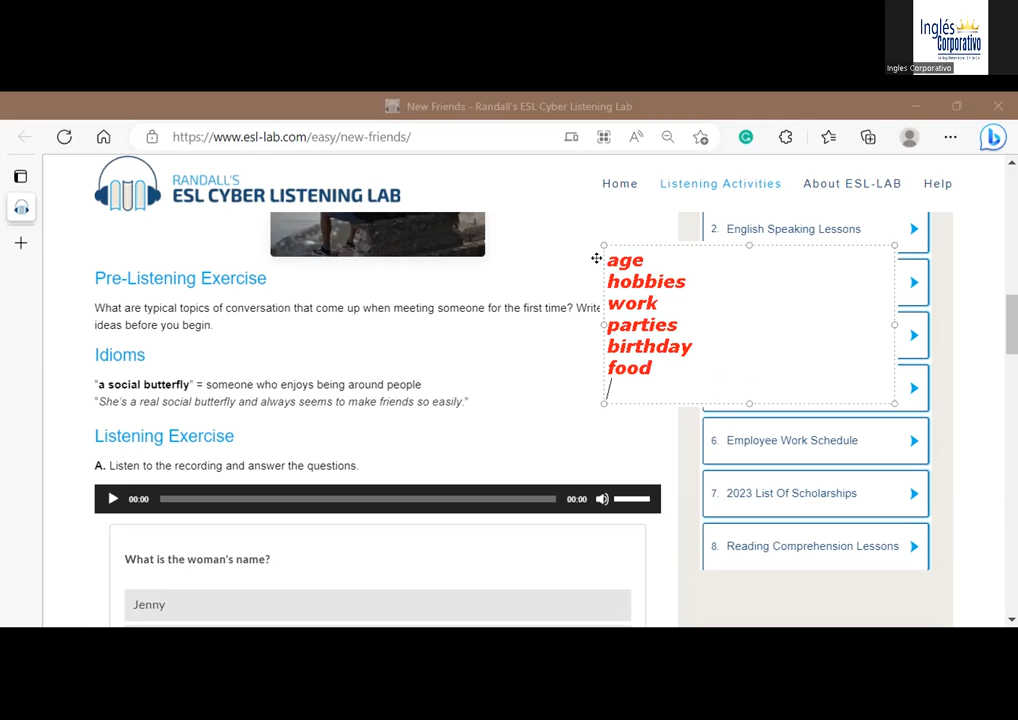 Inglés
Corporativo
Ingles Corporativo
New Friends - Randall's ESL Cyber Listening Lab
https://www.esl-lab.com/easy/new-friends/
RANDALL'S
ESL CYBER LISTENING LAB
Home
Listening Activities
About ESL-LAB
Help
2. English Speaking Lessons
Pre-Listening Exercise
What are typical topics of conversation that come up when meeting someone for the first time? Write
ideas before you begin.
age
hobbies
work
parties
birthday
food
Idioms
"a social butterfly" = someone who enjoys being around people
"She's a real social butterfly and always seems to make friends so easily."
Listening Exercise
A. Listen to the recording and answer the questions.
00:00
00:00
What is the woman's name?
Jenny
6. Employee Work Schedule
7. 2023 List Of Scholarships
8. Reading Comprehension Lessons